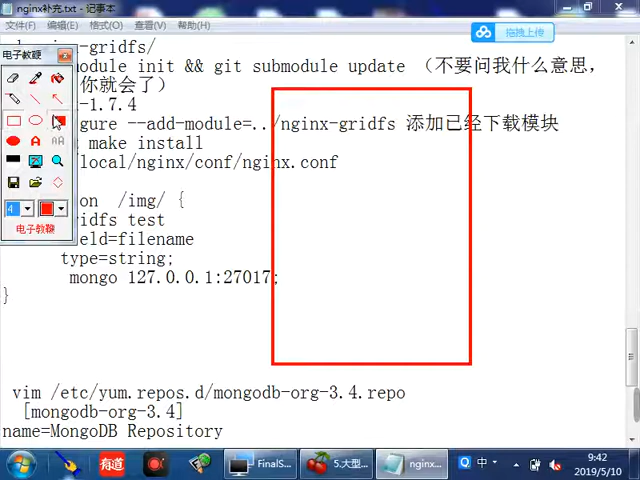 nginx补充.txt - 记事本
文件(F) 编辑(E) 格式(O) 查看(V) 帮助(H)
拖拽上传
电子教鞭
-gridfs/
module init && git submodule update （不要问我什么意思，
你就会了）
-1.7.4
gure --add-module=../nginx-gridfs 添加已经下载模块
make install
local/nginx/conf/nginx.conf
on /img/ {
ridfs test
eld=filename
type=string;
mongo 127.0.0.1:27017;
}
4
电子教鞭
vim /etc/yum.repos.d/mongodb-org-3.4.repo
[mongodb-org-3.4]
name=MongoDB Repository
有道
FinalS...
5.大型...
nginx...
中
9:42
2019/5/10